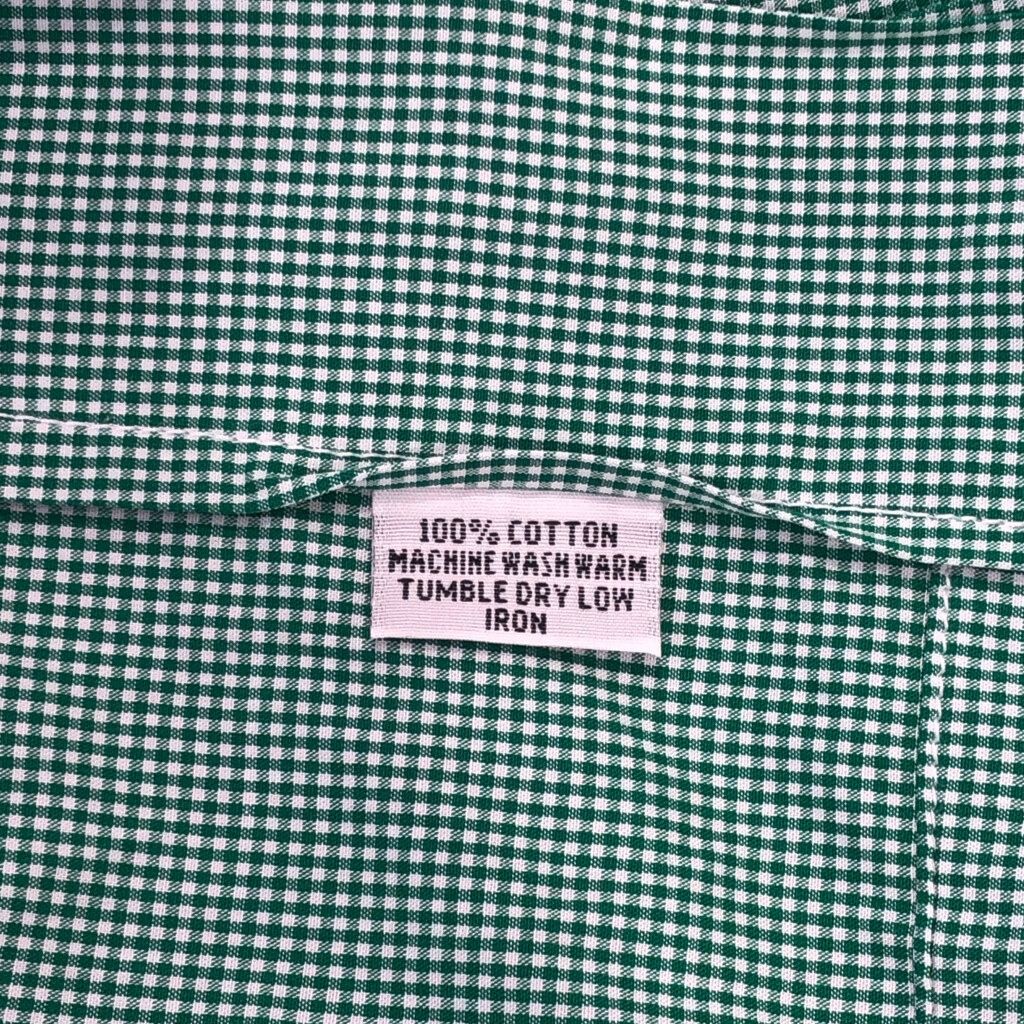 100% COTTON
MACHINE WASH WARM
TUMBLE DRY LOW
IRON